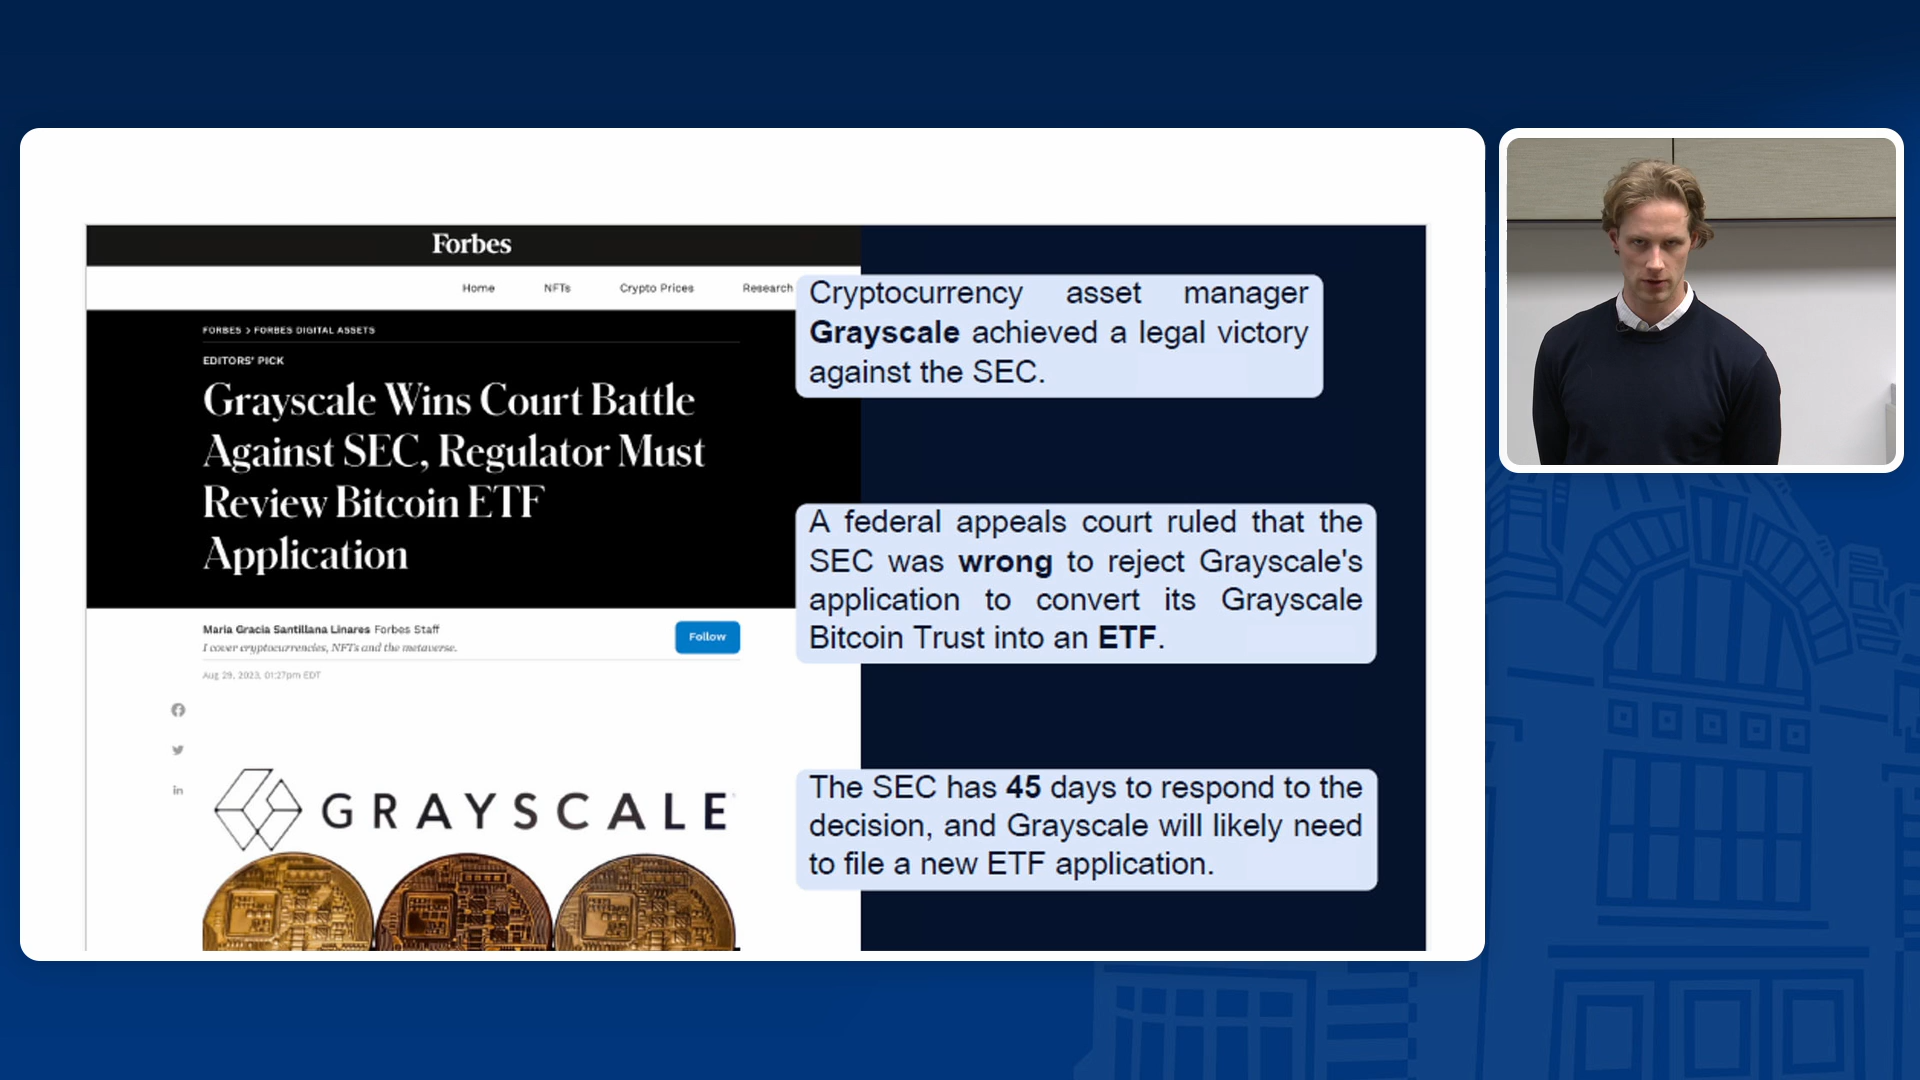 Forbes
Home NFTs Crypto Prices Research
FORBES > FORBES DIGITAL ASSETS
EDITORS' PICK
Grayscale Wins Court Battle
Against SEC, Regulator Must
Review Bitcoin ETF
Application
Maria Gracia Santillana Linares Forbes Staff
I cover cryptocurrencies, NFTs and the metaverse.
Follow
Aug 29, 2023, 01:27pm EDT
in
GRAYSCALE
Cryptocurrency asset manager
Grayscale achieved a legal victory
against the SEC.
A federal appeals court ruled that the
SEC was wrong to reject Grayscale's
application to convert its Grayscale
Bitcoin Trust into an ETF.
The SEC has 45 days to respond to the
decision, and Grayscale will likely need
to file a new ETF application.